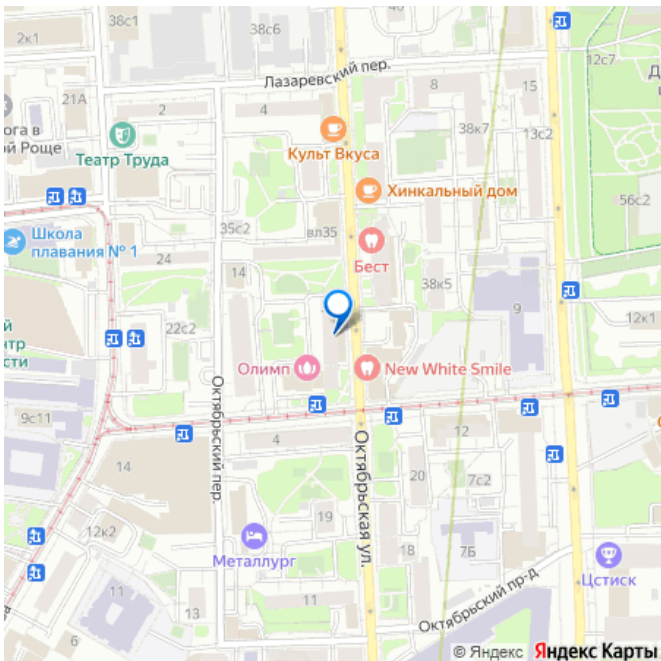 38с1
38с6
2к1
12с7
Лазаревский пер.
21А
2
4
8
15
Театр Труда
Культ Вкуса
38к7
13с2
ога в
ой Роще
Хинкальный дом
56с2
35с2
вл35
Школа
плавания № 1
24
14
Бест
38к5
9
12к1
22с2
Олимп
New White Smile
9с11
4
12
14
Октябрьский пер.
Октябрьская ул.
20
7с2
19
12к2
Металлург
18
7Б
Цстиск
11
13
6
Октябрьский пр-д
© Яндекс Яндекс Карты